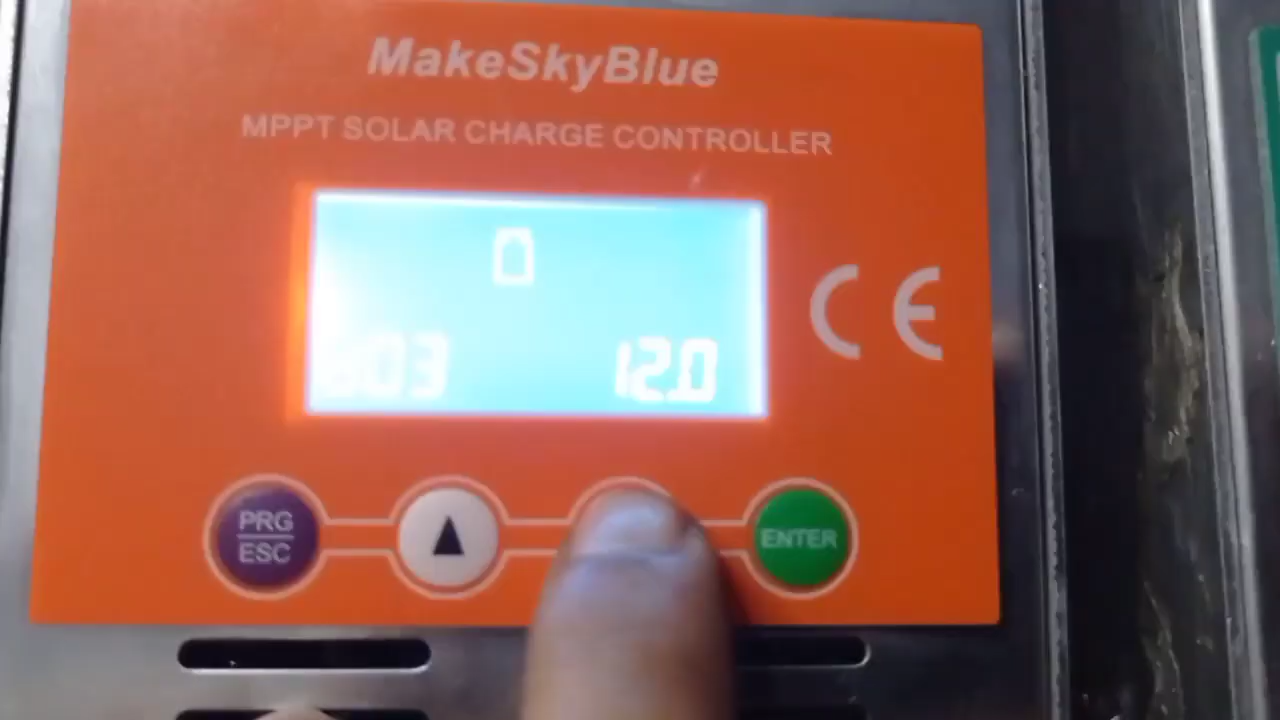 MakeSkyBlue
MPPT SOLAR CHARGE CONTROLLER
CE
12.0
PRG
ESC
ENTER